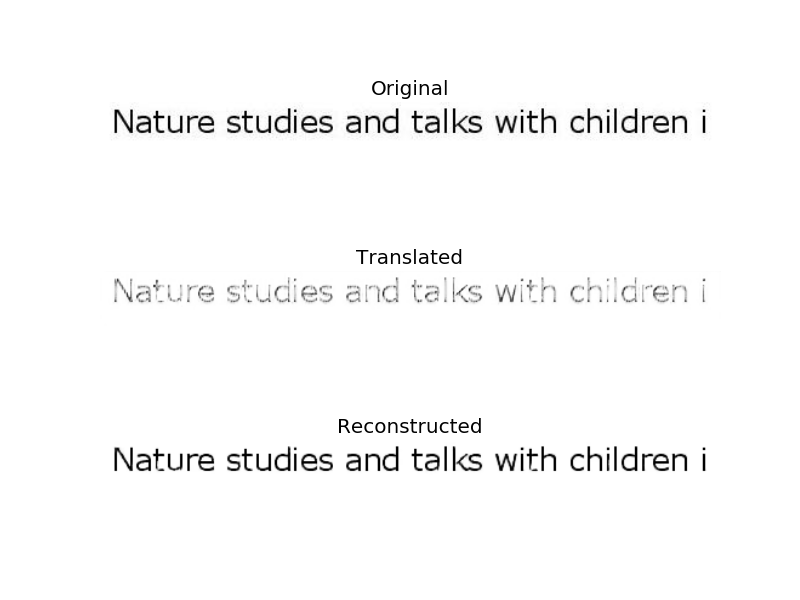 Original
Nature studies and talks with children i
Translated
Nature studies and talks with children i
Reconstructed
Nature studies and talks with children i